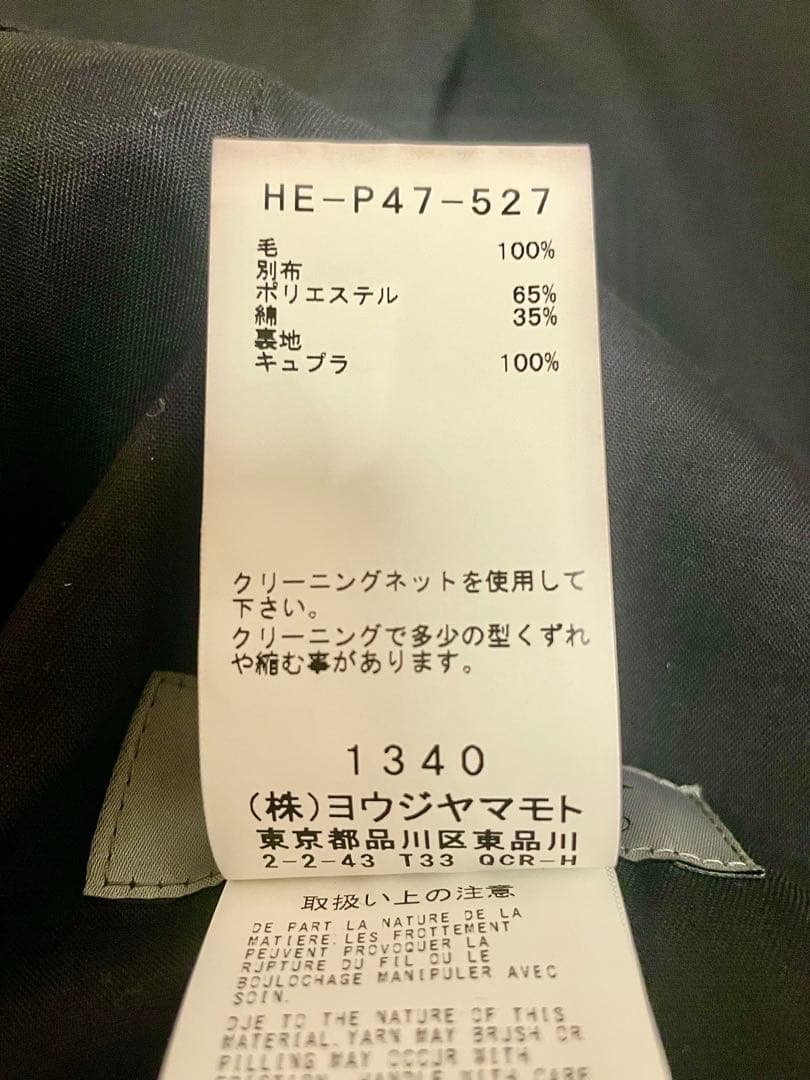 HE-P47-527
毛 100%
別布
ポリエステル 65%
綿 35%
裏地
キュプラ 100%
クリーニングネットを使用して
下さい。
クリーニングで多少の型くずれ
や縮む事があります。
1340
(株)ヨウジヤマモト
東京都品川区東品川
2-2-43 T33 QCR-H
取扱い上の注意
DE PART LA NATURE DE LA
MATIERE.LES FROTTEMENT
PEUVENT PROVOQUER LA
RUPTURE DU FIL OU LE
BOULOCHAGE MANIPULER AVEC
SOIN.
DUE TO THE NATURE OF THIS
MATERIAL.YARN MAY BRUSH OR
PILLING MAY OCCUR WITH
FRICTION. HANDLE WITH CARE